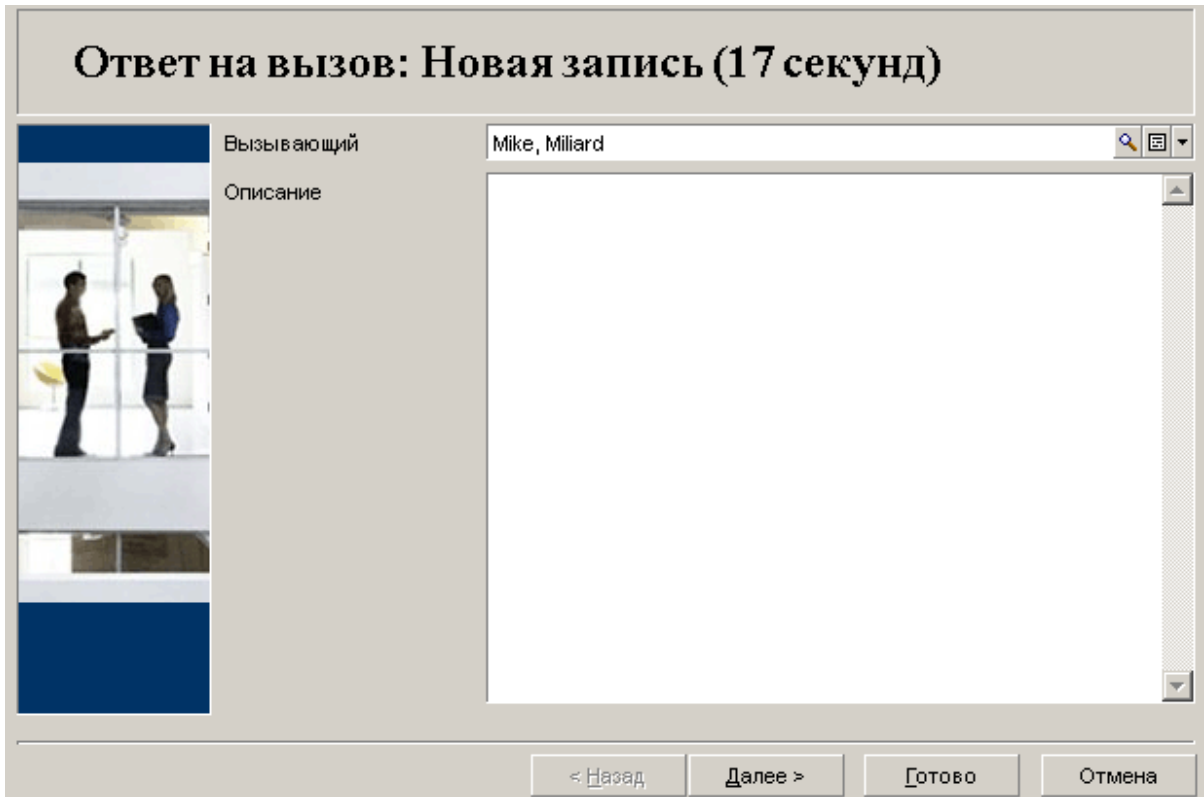 Ответ на вызов: Новая запись (17 секунд)
Вызывающий Mike, Miliard
Описание
< Назад Далее > Готово Отмена